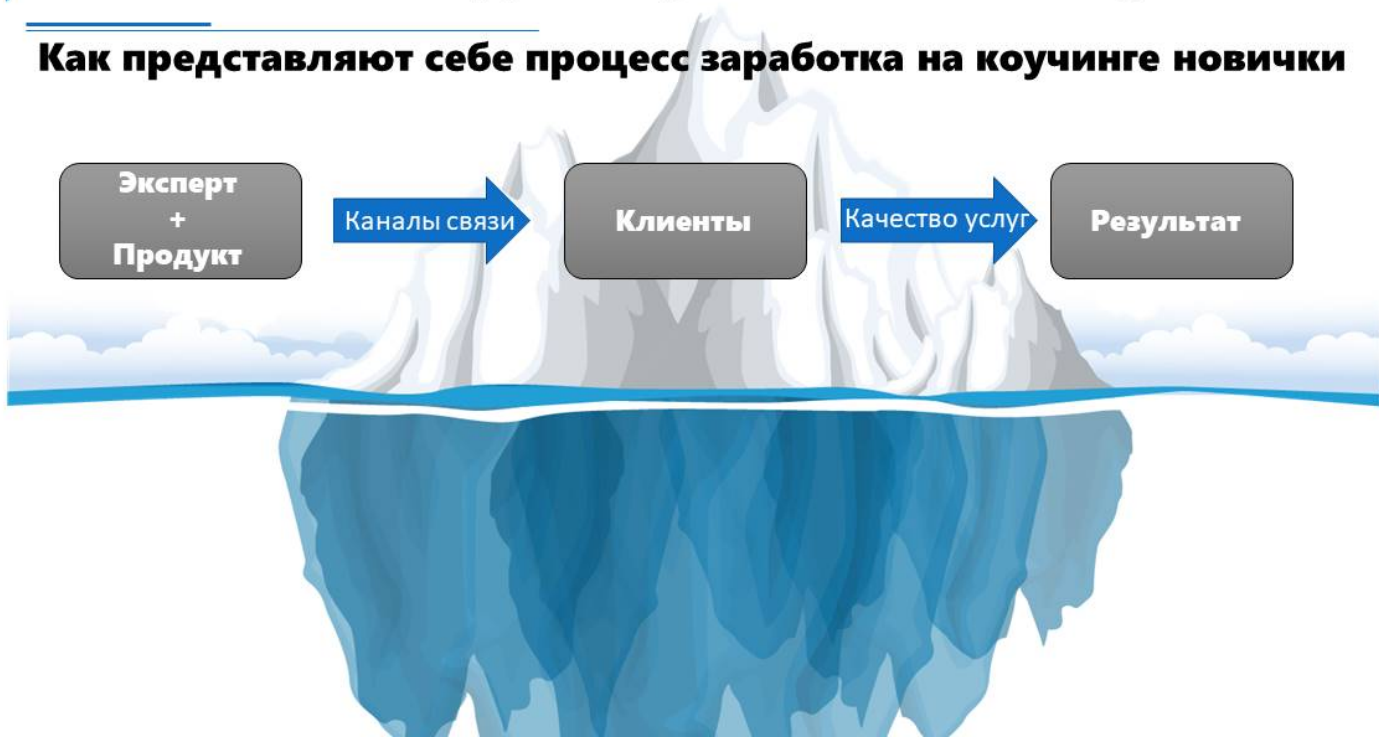 Как представляют себе процесс заработка на коучинге новички
Эксперт
+
Продукт
Каналы связи
Клиенты
Качество услуг
Результат